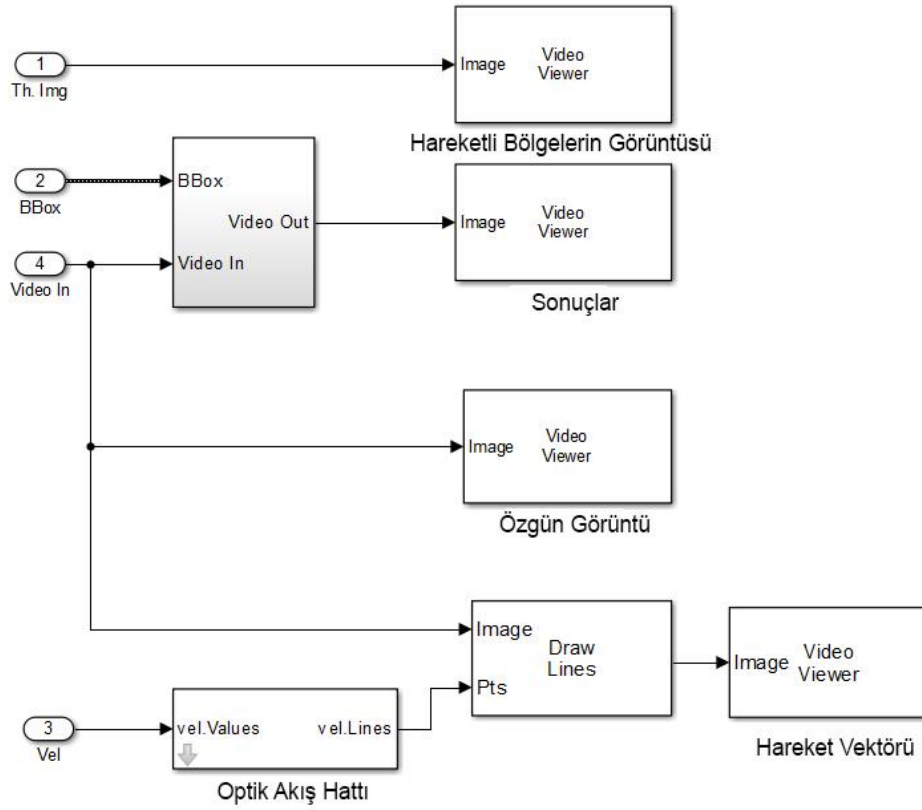 1
Th. Img
Image
Video
Viewer
Hareketli Bölgelerin Görüntüsü
2
BBox
BBox
Video Out
Image
Video
Viewer
4
Video In
Video In
Sonuçlar
Image
Video
Viewer
Özgün Görüntü
Image
Draw
Lines
Pts
Image
Video
Viewer
Hareket Vektörü
3
Vel
vel.Values
vel.Lines
Optik Akış Hattı